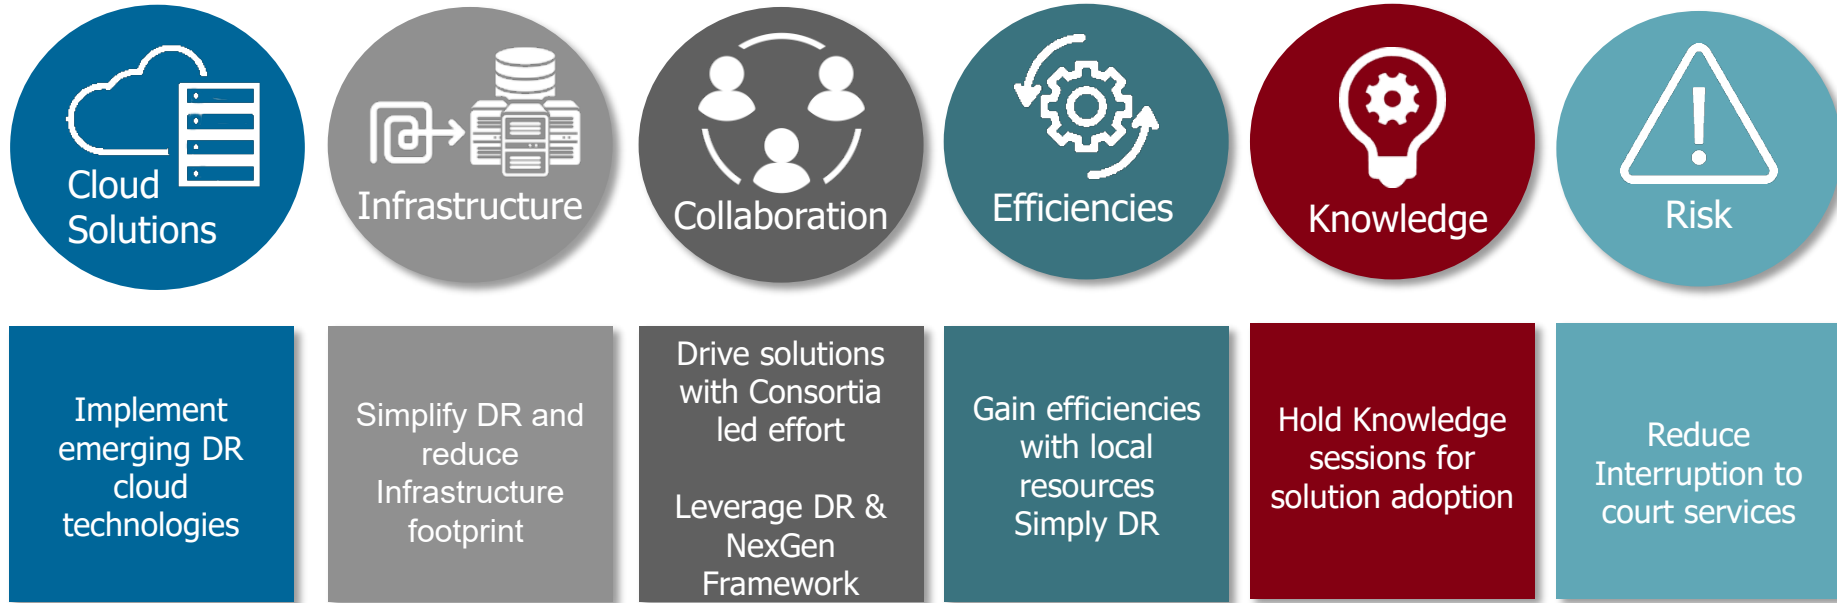 Cloud
Solutions
Infrastructure
Collaboration
Efficiencies
Knowledge
Risk
Implement
emerging DR
cloud
technologies
Simplify DR and
reduce
Infrastructure
footprint
Drive solutions
with Consortia
led effort
Leverage DR &
NexGen
Framework
Gain efficiencies
with local
resources
Simply DR
Hold Knowledge
sessions for
solution adoption
Reduce
Interruption to
court services